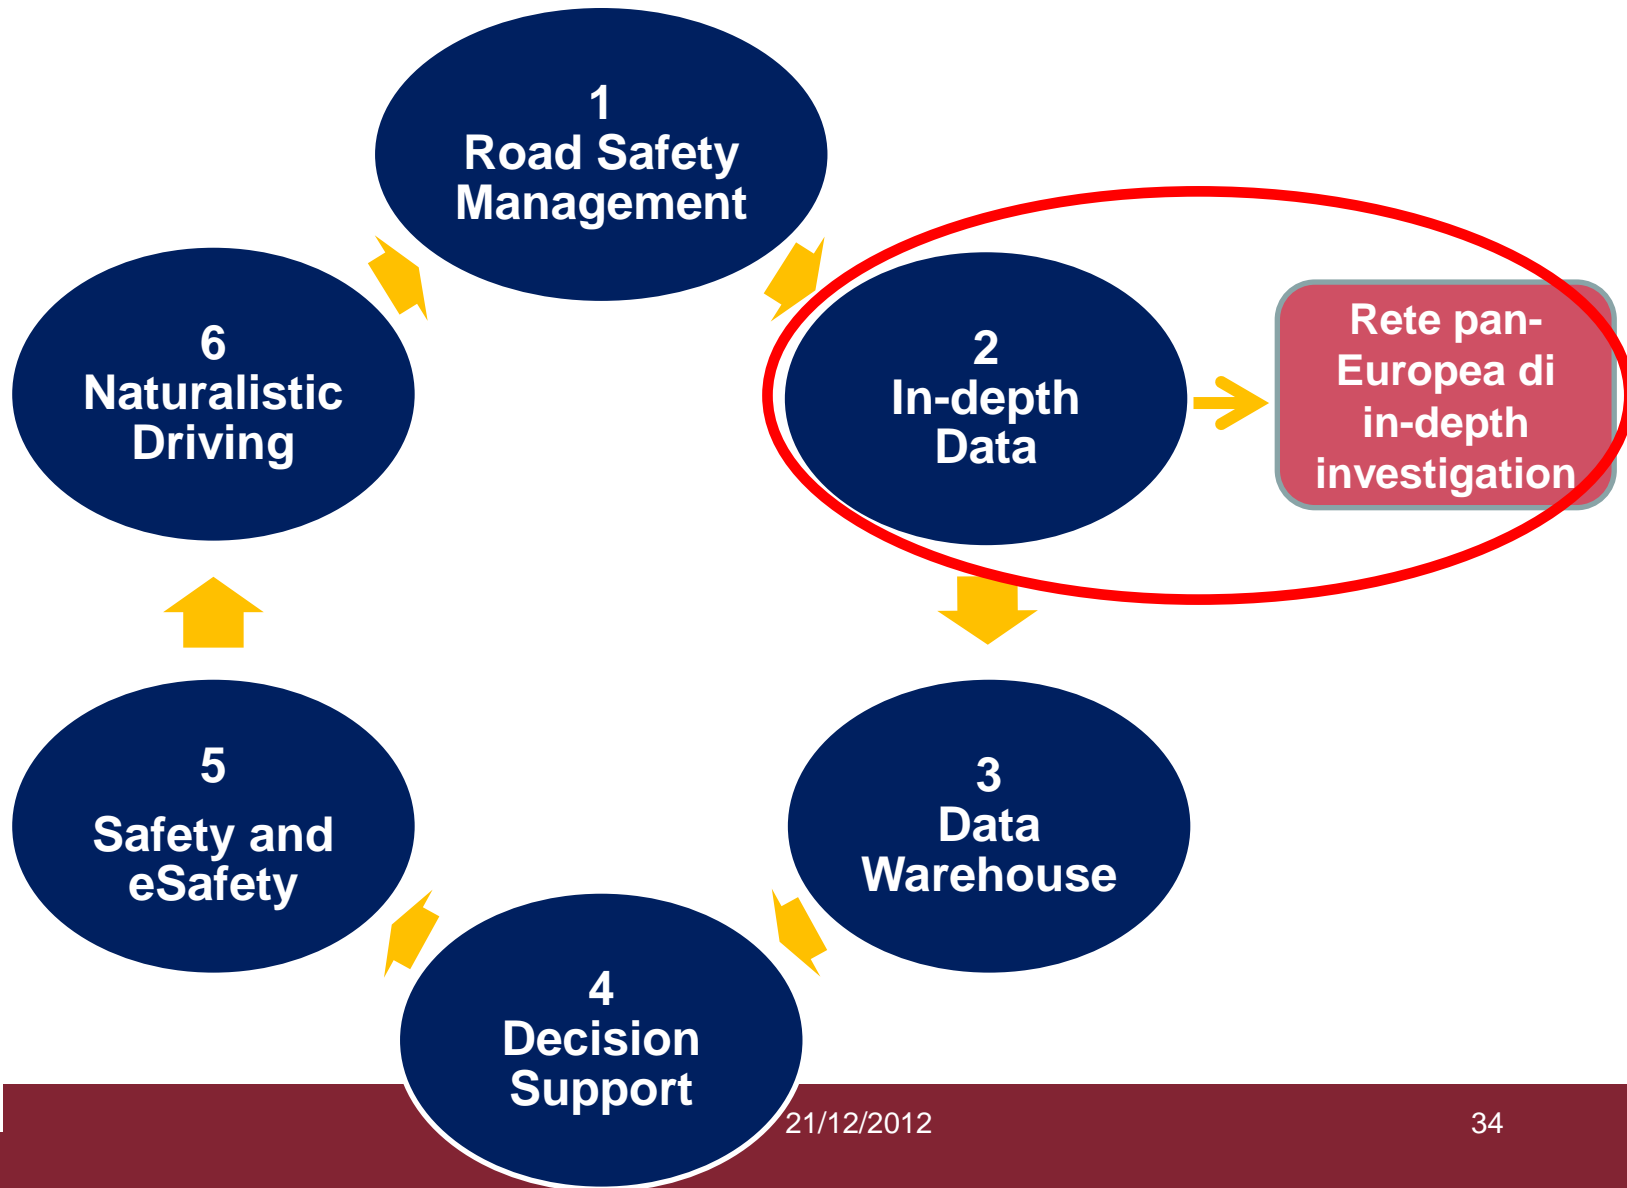 1
Road Safety
Management
2
In-depth
Data
Rete pan-
Europea di
in-depth
investigation
3
Data
Warehouse
4
Decision
Support
5
Safety and
eSafety
6
Naturalistic
Driving
21/12/2012
34